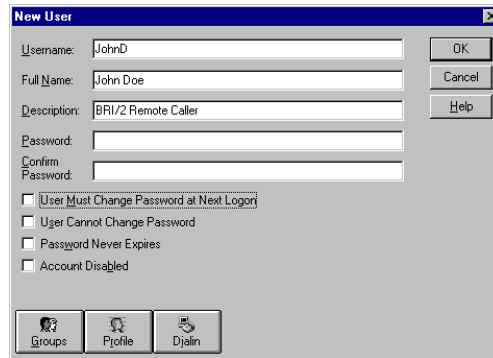 New User
Username: JohnD
OK
Full Name: John Doe
Cancel
Description: BRI/2 Remote Caller
Help
Password:
Confirm
Password:
User Must Change Password at Next Logon
User Cannot Change Password
Password Never Expires
Account Disabled
Groups Profile Dialin